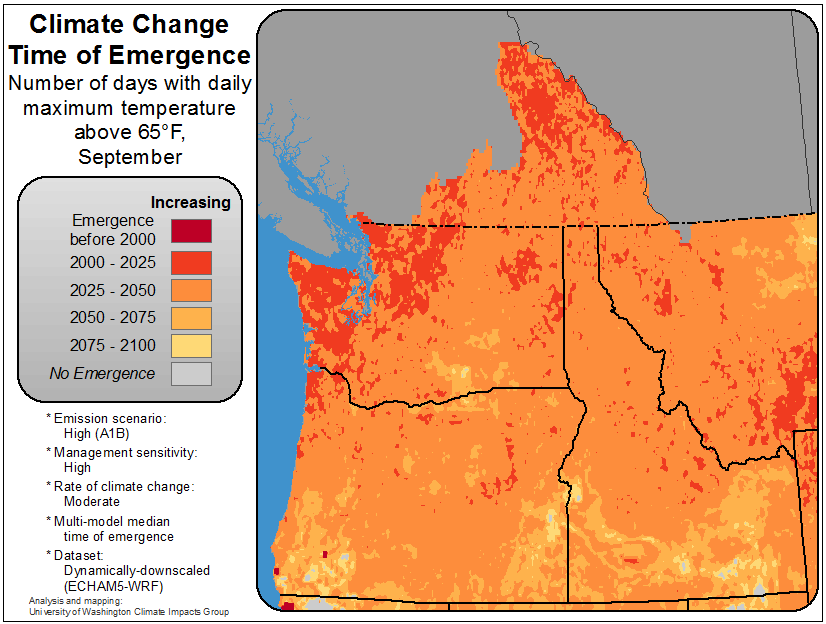 Climate Change
Time of Emergence
Number of days with daily
maximum temperature
above 65°F,
September
Increasing
Emergence
before 2000
2000 - 2025
2025 - 2050
2050 - 2075
2075 - 2100
No Emergence
* Emission scenario:
High (A1B)
* Management sensitivity:
High
* Rate of climate change:
Moderate
* Multi-model median
time of emergence
* Dataset:
Dynamically-downscaled
(ECHAM5-WRF)
Analysis and mapping:
University of Washington Climate Impacts Group